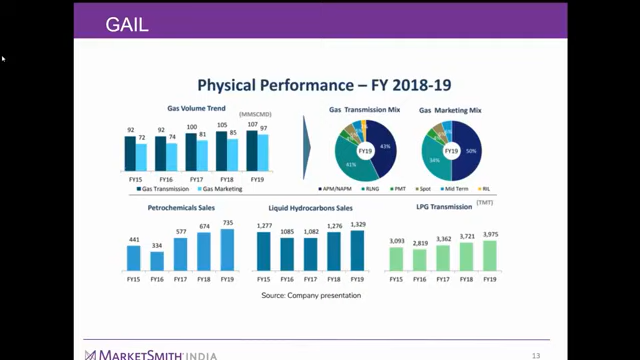 GAIL
Physical Performance – FY 2018-19
Gas Volume Trend
(MMSCMD)
92 72 92 74 100 81 105 85 107 97
FY15 FY16 FY17 FY18 FY19
Gas Transmission Gas Marketing
Gas Transmission Mix
43%
41%
FY19
Gas Marketing Mix
50%
34%
FY19
APM/NAPM RLNG PMT Spot Mid Term RIL
Petrochemicals Sales
441 334 577 674 735
FY15 FY16 FY17 FY18 FY19
Liquid Hydrocarbons Sales
1,277 1085 1,082 1,276 1,329
FY15 FY16 FY17 FY18 FY19
LPG Transmission
[TMT]
3,093 2,819 3,362 3,721 3,975
FY15 FY16 FY17 FY18 FY19
Source: Company presentation
MARKETSMITH INDIA
13